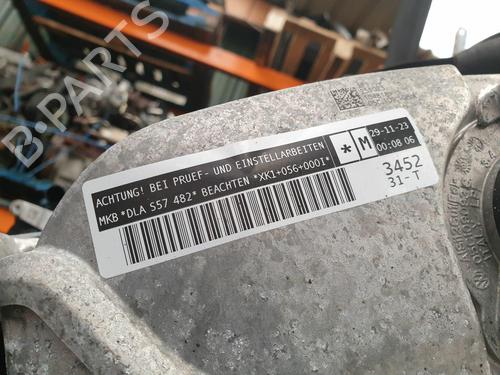 B-PARTS
ACHTUNG! BEI PRUEF- UND EINSTELLARBEITEN
MKB *DLA S57 482* BEACHTEN *XK1+056+0001*
* M
29-11-23
00:08 06
3452
31-T